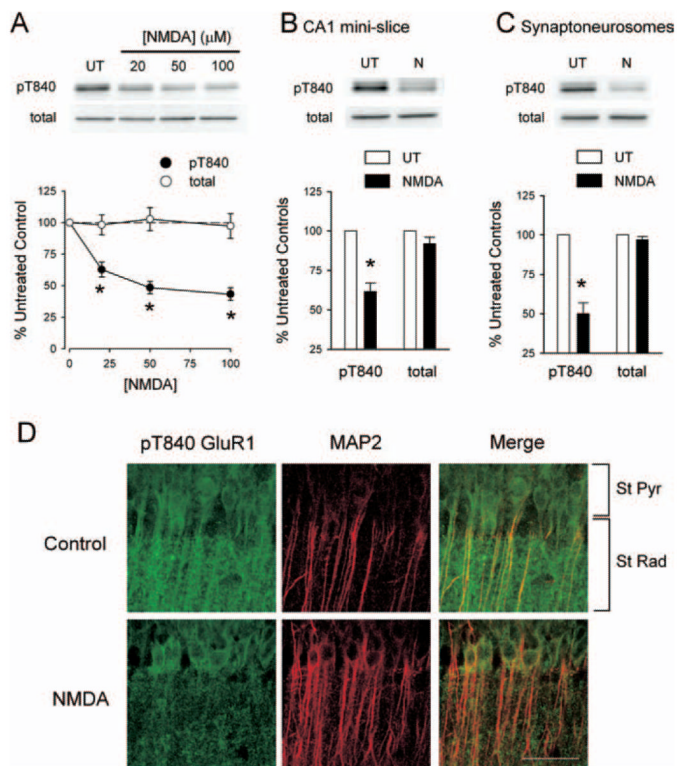 A
[NMDA] (μM)
UT 20 50 100
pT840
total
pT840
total
% Untreated Control
125
100
75
50
25
0
* * *
0 25 50 75 100
[NMDA]
B CA1 mini-slice
UT N
pT840
total
UT
NMDA
% Untreated Controls
125
100
75
50
25
*
pT840 total
C Synaptoneurosomes
UT N
pT840
total
UT
NMDA
% Untreated Controls
125
100
75
50
25
*
pT840 total
D
pT840 GluR1 MAP2 Merge
Control
St Pyr
St Rad
NMDA